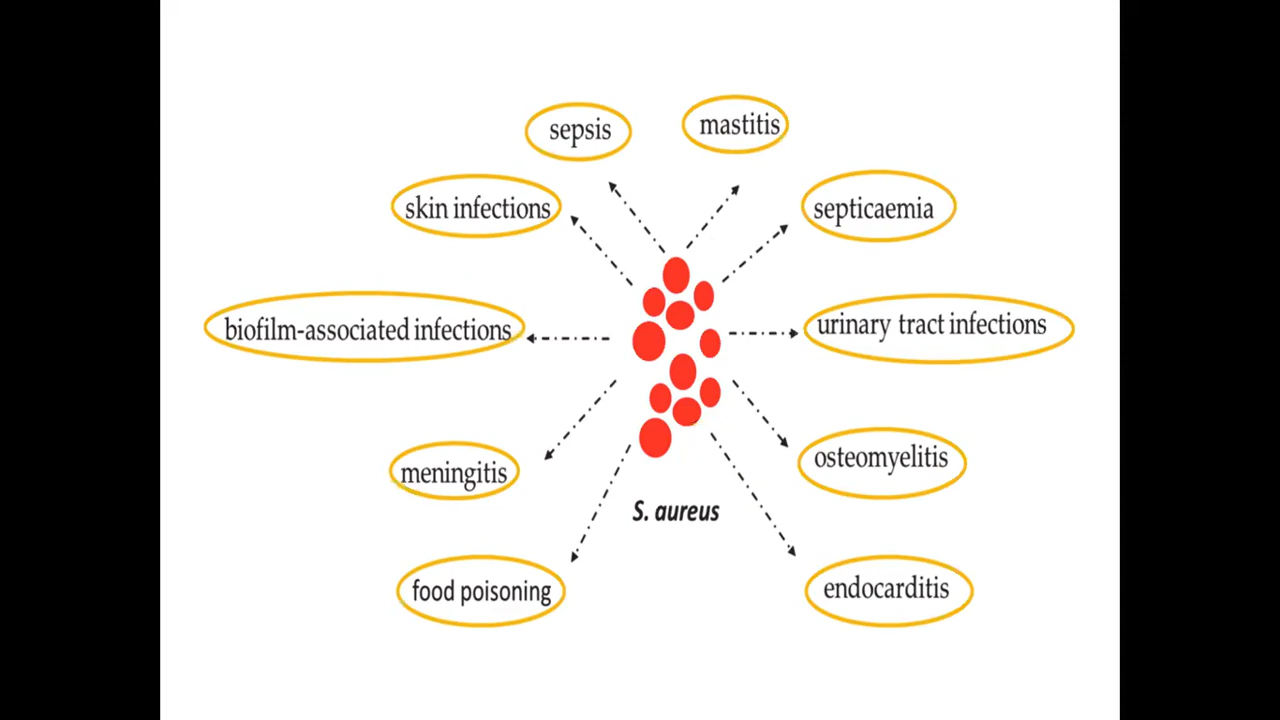 sepsis
mastitis
skin infections
septicaemia
biofilm-associated infections
urinary tract infections
meningitis
osteomyelitis
S. aureus
food poisoning
endocarditis